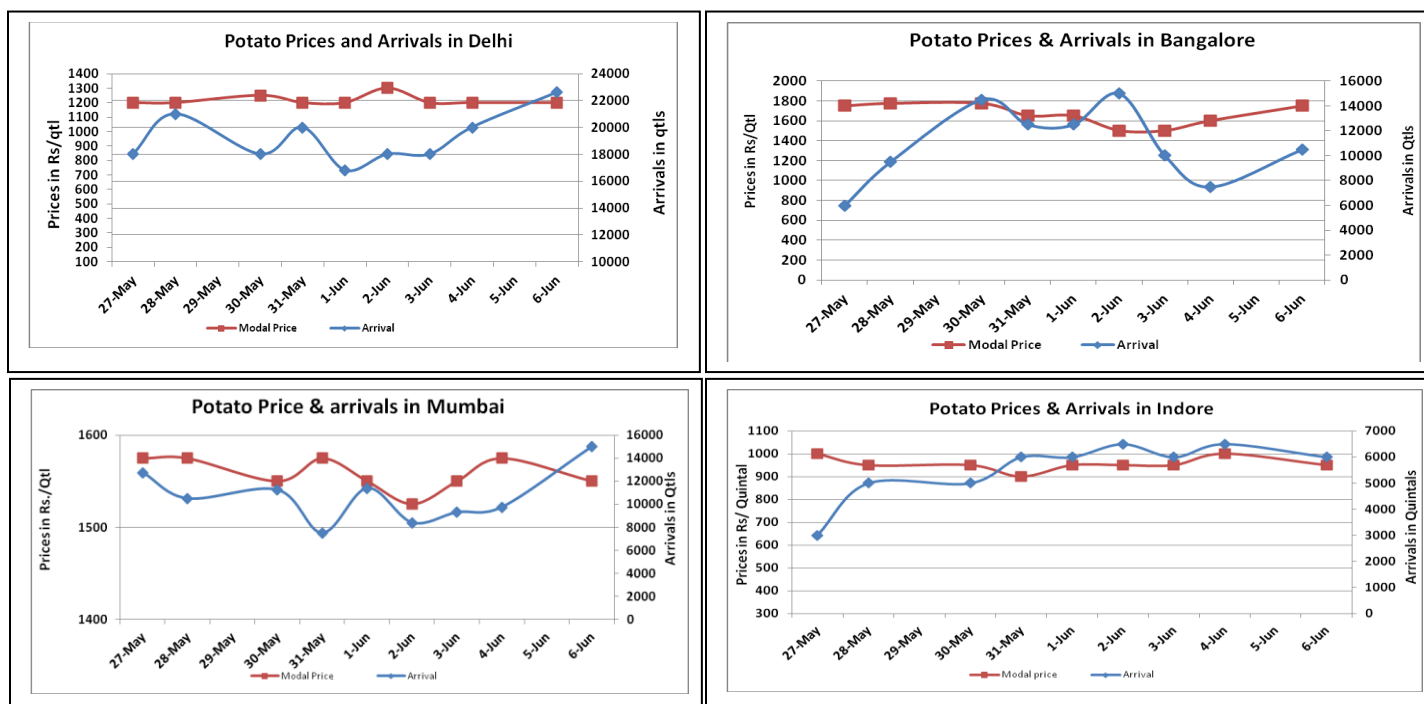 Potato Prices and Arrivals in Delhi
Prices in Rs/qtl
1400
1300
1200
1100
1000
900
800
700
600
500
400
300
200
100
24000
22000
20000
18000
16000
14000
12000
10000
Arrivals in qtls
27-May
28-May
29-May
30-May
31-May
1-Jun
2-Jun
3-Jun
4-Jun
5-Jun
6-Jun
Modal Price
Arrival
Potato Prices & Arrivals in Bangalore
Prices in Rs/Qtl
2000
1800
1600
1400
1200
1000
800
600
400
200
0
16000
14000
12000
10000
8000
6000
4000
2000
0
Arrivals in Qtls
27-May
28-May
29-May
30-May
31-May
1-Jun
2-Jun
3-Jun
4-Jun
5-Jun
6-Jun
Modal Price
Arrival
Potato Price & arrivals in Mumbai
Prices in Rs./Qtl
1600
1500
1400
16000
14000
12000
10000
8000
6000
4000
2000
0
Arrivals in Qtls
27-May
28-May
29-May
30-May
31-May
1-Jun
2-Jun
3-Jun
4-Jun
5-Jun
6-Jun
Modal Price
Arrival
Potato Prices & Arrivals in Indore
Prices in Rs/ Quintal
1100
1000
900
800
700
600
500
400
300
7000
6000
5000
4000
3000
2000
1000
0
Arrivals in Quintals
27-May
28-May
29-May
30-May
31-May
1-Jun
2-Jun
3-Jun
4-Jun
5-Jun
6-Jun
Modal price
Arrival